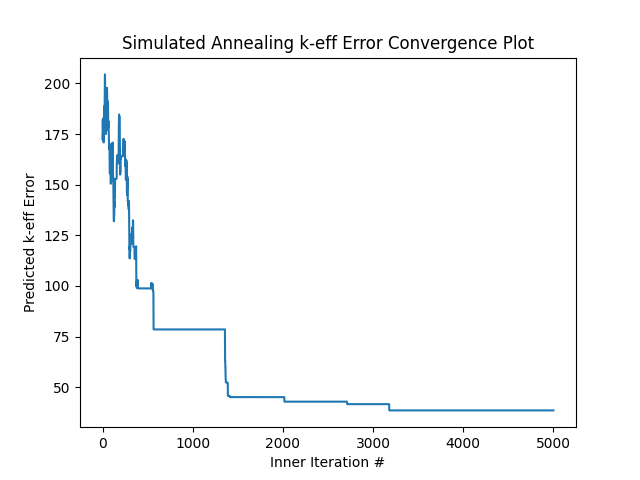 Simulated Annealing k-eff Error Convergence Plot
200
175
150
125
100
75
50
Predicted k-eff Error
0 1000 2000 3000 4000 5000
Inner Iteration #